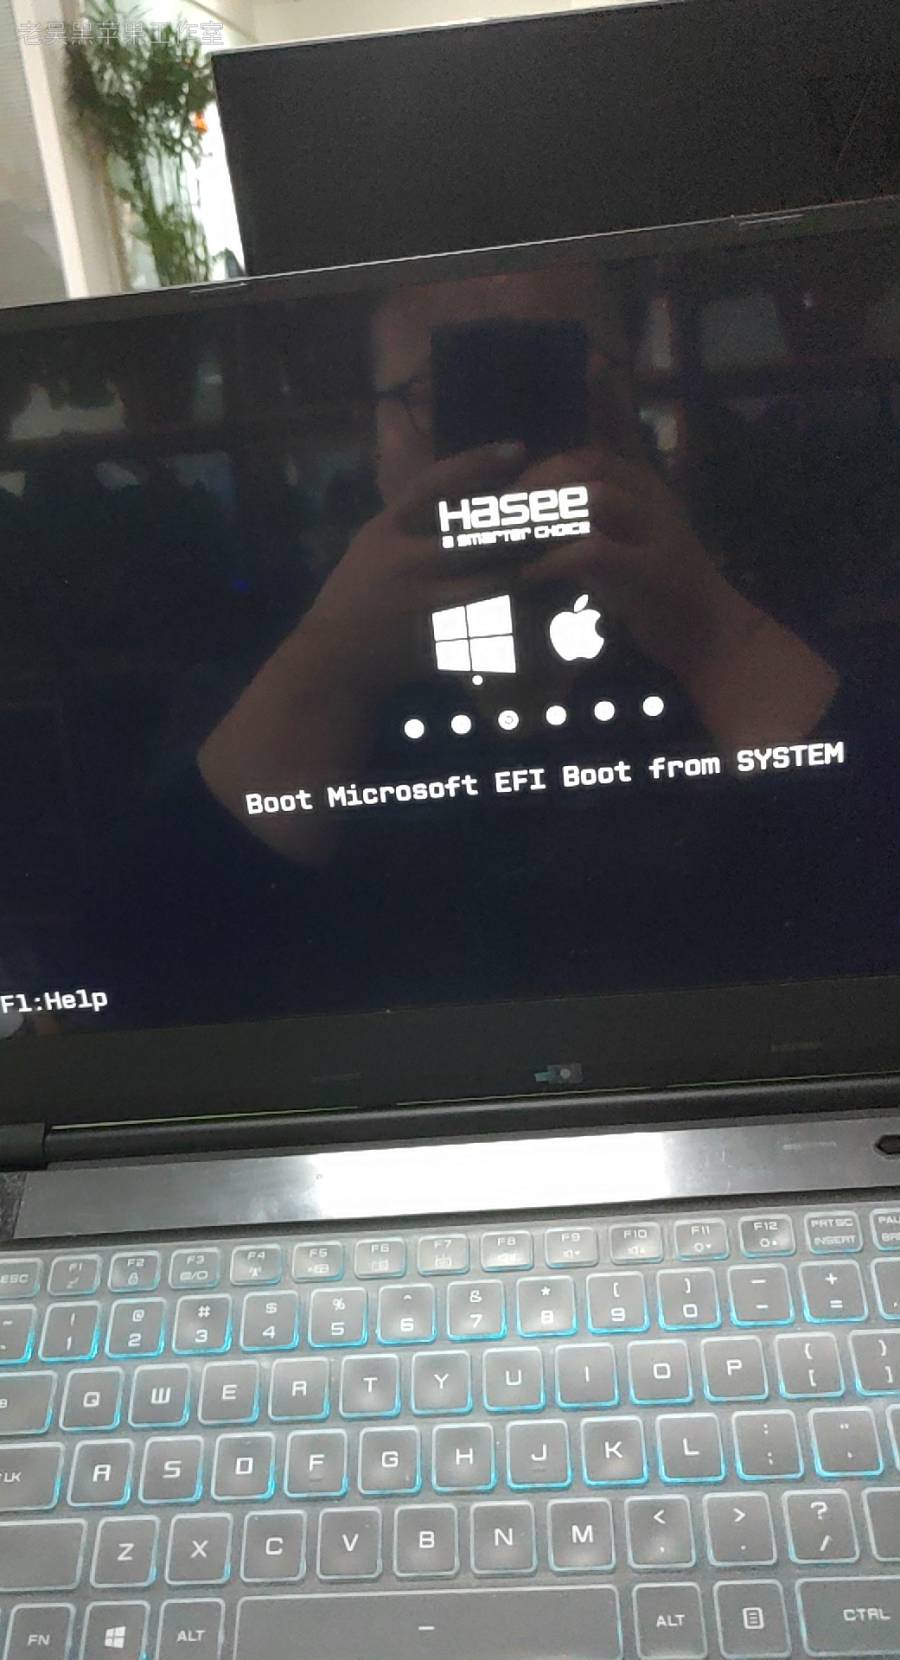 老吴黑苹果工作室
Hasee
a smarter choice
Boot Microsoft EFI Boot from SYSTEM
F1:Help
ESC F1 F2 F3 F4 F5 F6 F7 F8 F9 F10 F11 F12 PRTSC INSERT
! 1 @ 2 # 3 $ 4 % 5 ^ 6 & 7 * 8 ( 9 ) 0 - + =
Q W E R T Y U I O P
LK A S D F G H J K L : ;
Z X C V B N M < , > . ? /
FN ALT ALT CTRL